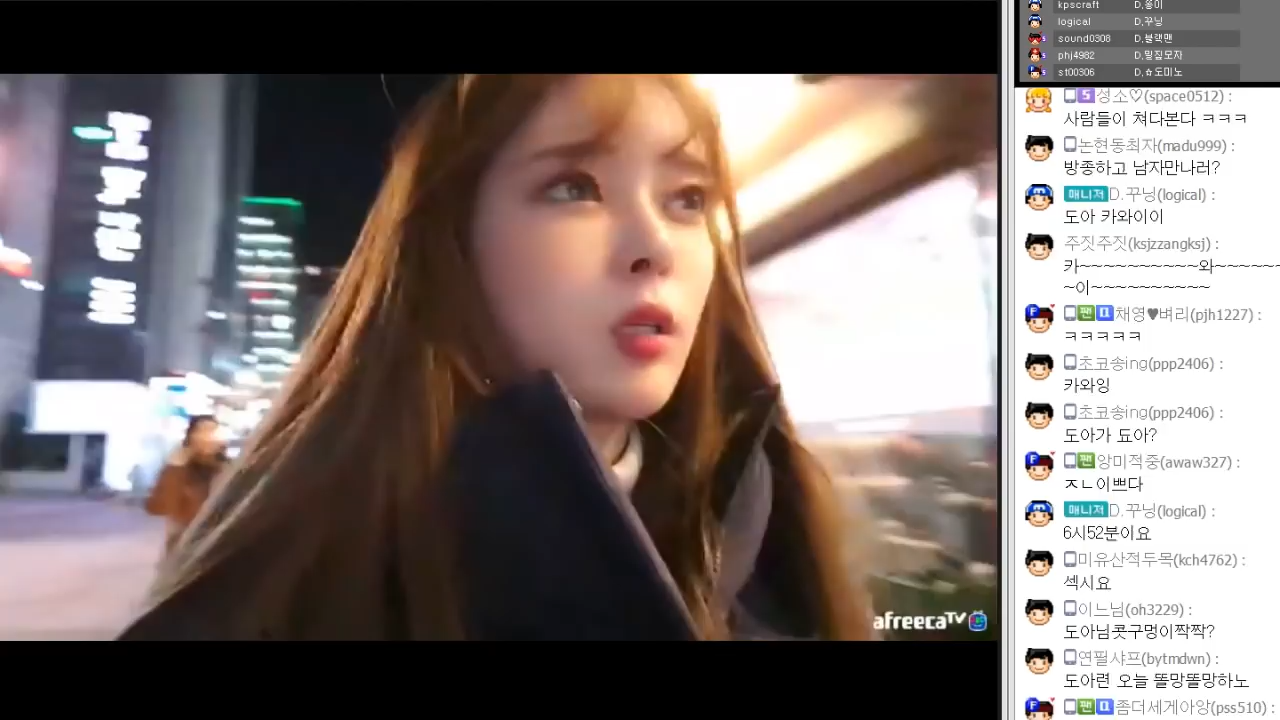 kpscraft D,쫑이
logical D,꾸닝
sound0308 D,블랙맨
phj4982 D,밀짚모자
st00306 D,☆도미노
S 성소♡(space0512) :
사람들이 쳐다본다 ㅋㅋㅋ
논현동최자(madu999) :
방종하고 남자만나러?
매니저 D.꾸닝(logical) :
도아 카와이이
주짓주짓(ksjzzangksj) :
카~~~~~~~~~~와~~~~~~
~이~~~~~~~~~~
팬 Q 채영♥벼리(pjh1227) :
ㅋㅋㅋㅋㅋ
초코송ing(ppp2406) :
카와잉
초코송ing(ppp2406) :
도아가 됴아?
팬 앙미적중(awaw327) :
ㅈㄴ이쁘다
매니저 D.꾸닝(logical) :
6시52분이요
미유산적두목(kch4762) :
섹시요
이느님(oh3229) :
도아님콧구멍이짝짝?
연필샤프(bytmdwn) :
도아련 오늘 똘망똘망하노
팬 Q 좀더세게아앙(pss510) :
afreecaTV